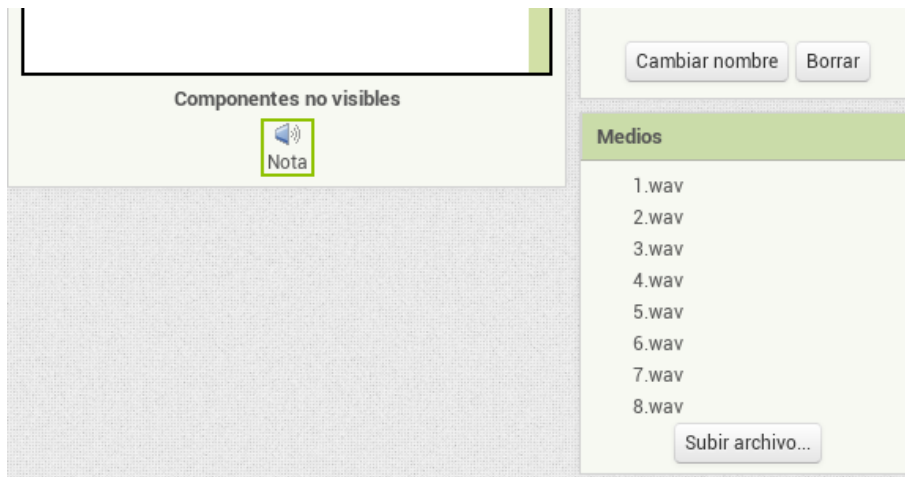 Cambiar nombre Borrar
Componentes no visibles
Nota
Medios
1.wav
2.wav
3.wav
4.wav
5.wav
6.wav
7.wav
8.wav
Subir archivo...